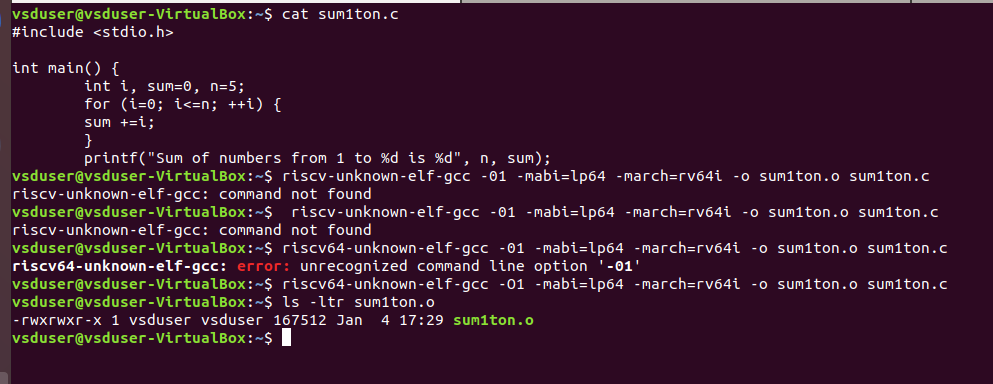 vsduser@vsduser-VirtualBox:~$ cat sum1ton.c
#include <stdio.h>
int main() {
        int i, sum=0, n=5;
        for (i=0; i<=n; ++i) {
        sum +=i;
        }
        printf("Sum of numbers from 1 to %d is %d", n, sum);
vsduser@vsduser-VirtualBox:~$ riscv-unknown-elf-gcc -01 -mabi=lp64 -march=rv64i -o sum1ton.o sum1ton.c
riscv-unknown-elf-gcc: command not found
vsduser@vsduser-VirtualBox:~$  riscv-unknown-elf-gcc -01 -mabi=lp64 -march=rv64i -o sum1ton.o sum1ton.c
riscv-unknown-elf-gcc: command not found
vsduser@vsduser-VirtualBox:~$ riscv64-unknown-elf-gcc -01 -mabi=lp64 -march=rv64i -o sum1ton.o sum1ton.c
riscv64-unknown-elf-gcc: error: unrecognized command line option '-01'
vsduser@vsduser-VirtualBox:~$ riscv64-unknown-elf-gcc -O1 -mabi=lp64 -march=rv64i -o sum1ton.o sum1ton.c
vsduser@vsduser-VirtualBox:~$ ls -ltr sum1ton.o
-rwxrwxr-x 1 vsduser vsduser 167512 Jan  4 17:29 sum1ton.o
vsduser@vsduser-VirtualBox:~$